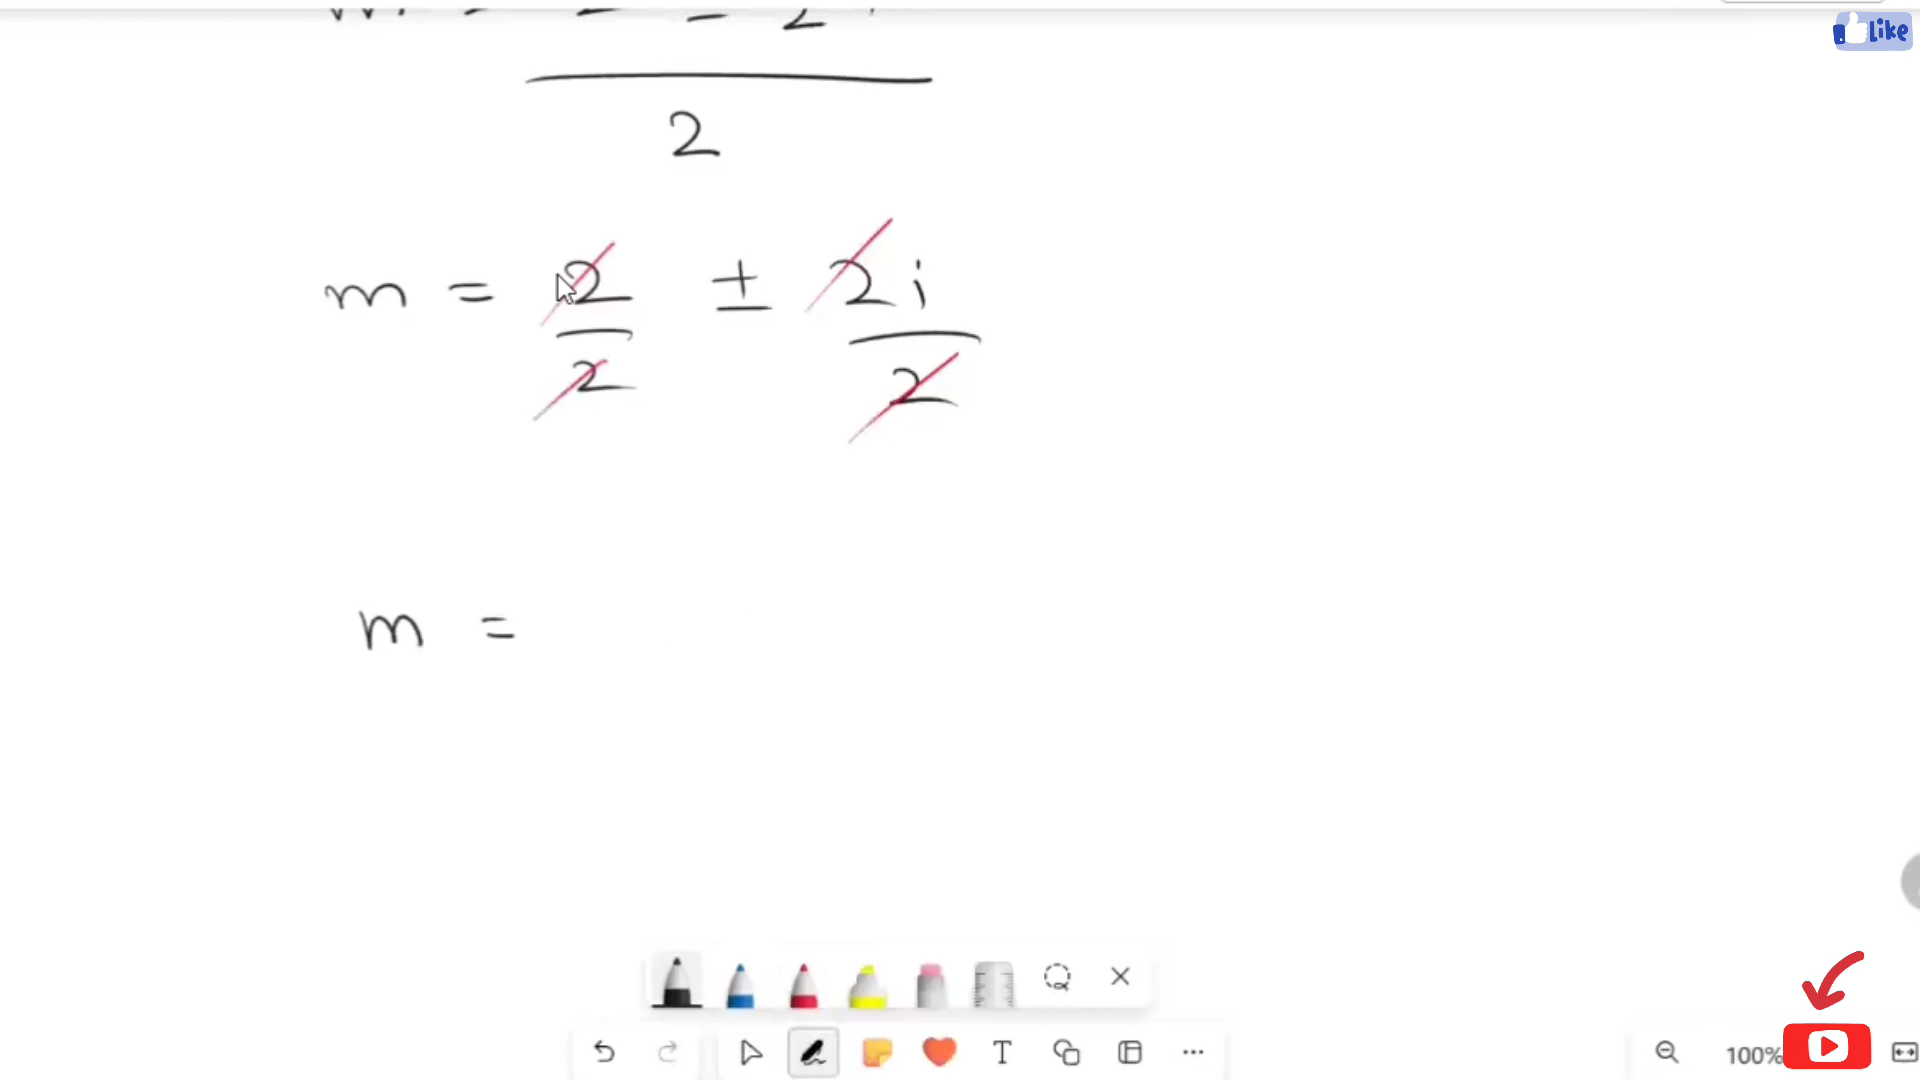 2
m = 2/2 ± 2i/2
m =
Like
T
100%